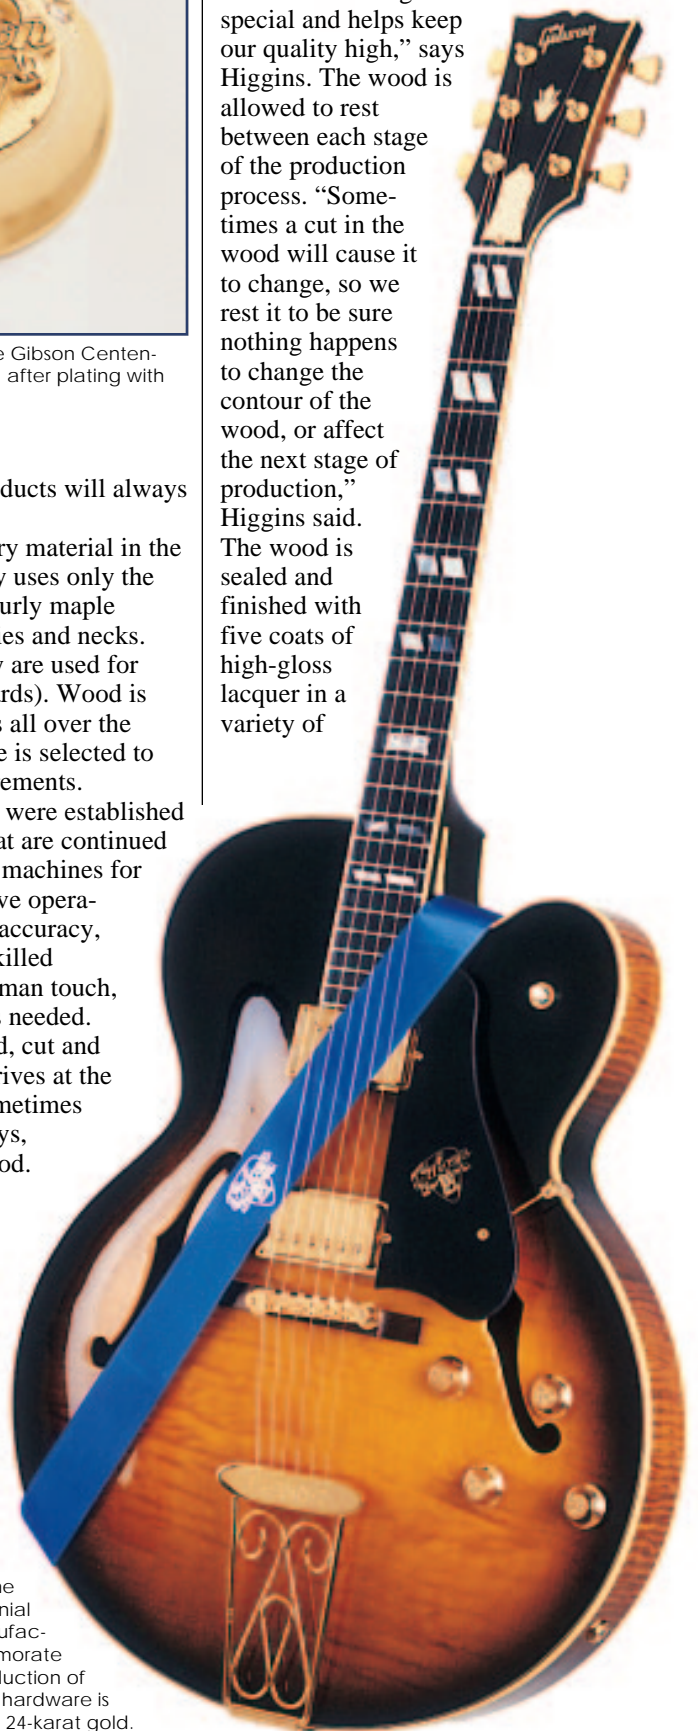 e Gibson Centen-
after plating with
ducts will always
ry material in the
y uses only the
urly maple
ies and necks.
y are used for
rds). Wood is
s all over the
e is selected to
ements.
were established
at are continued
machines for
ve opera-
accuracy,
killed
man touch,
s needed.
d, cut and
rives at the
metimes
ys,
od.
ne
nial
ufac-
morate
duction of
hardware is
24-karat gold.
special and helps keep
our quality high,” says
Higgins. The wood is
allowed to rest
between each stage
of the production
process. “Some-
times a cut in the
wood will cause it
to change, so we
rest it to be sure
nothing happens
to change the
contour of the
wood, or affect
the next stage of
production,”
Higgins said.
The wood is
sealed and
finished with
five coats of
high-gloss
lacquer in a
variety of
Gibson